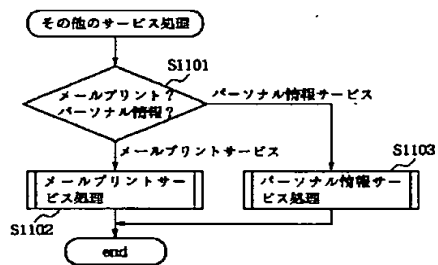 その他のサービス処理
S1101
メールプリント？
パーソナル情報？
パーソナル情報サービス
メールプリントサービス
S1103
メールプリントサー
ビス処理
パーソナル情報サー
ビス処理
S1102
end